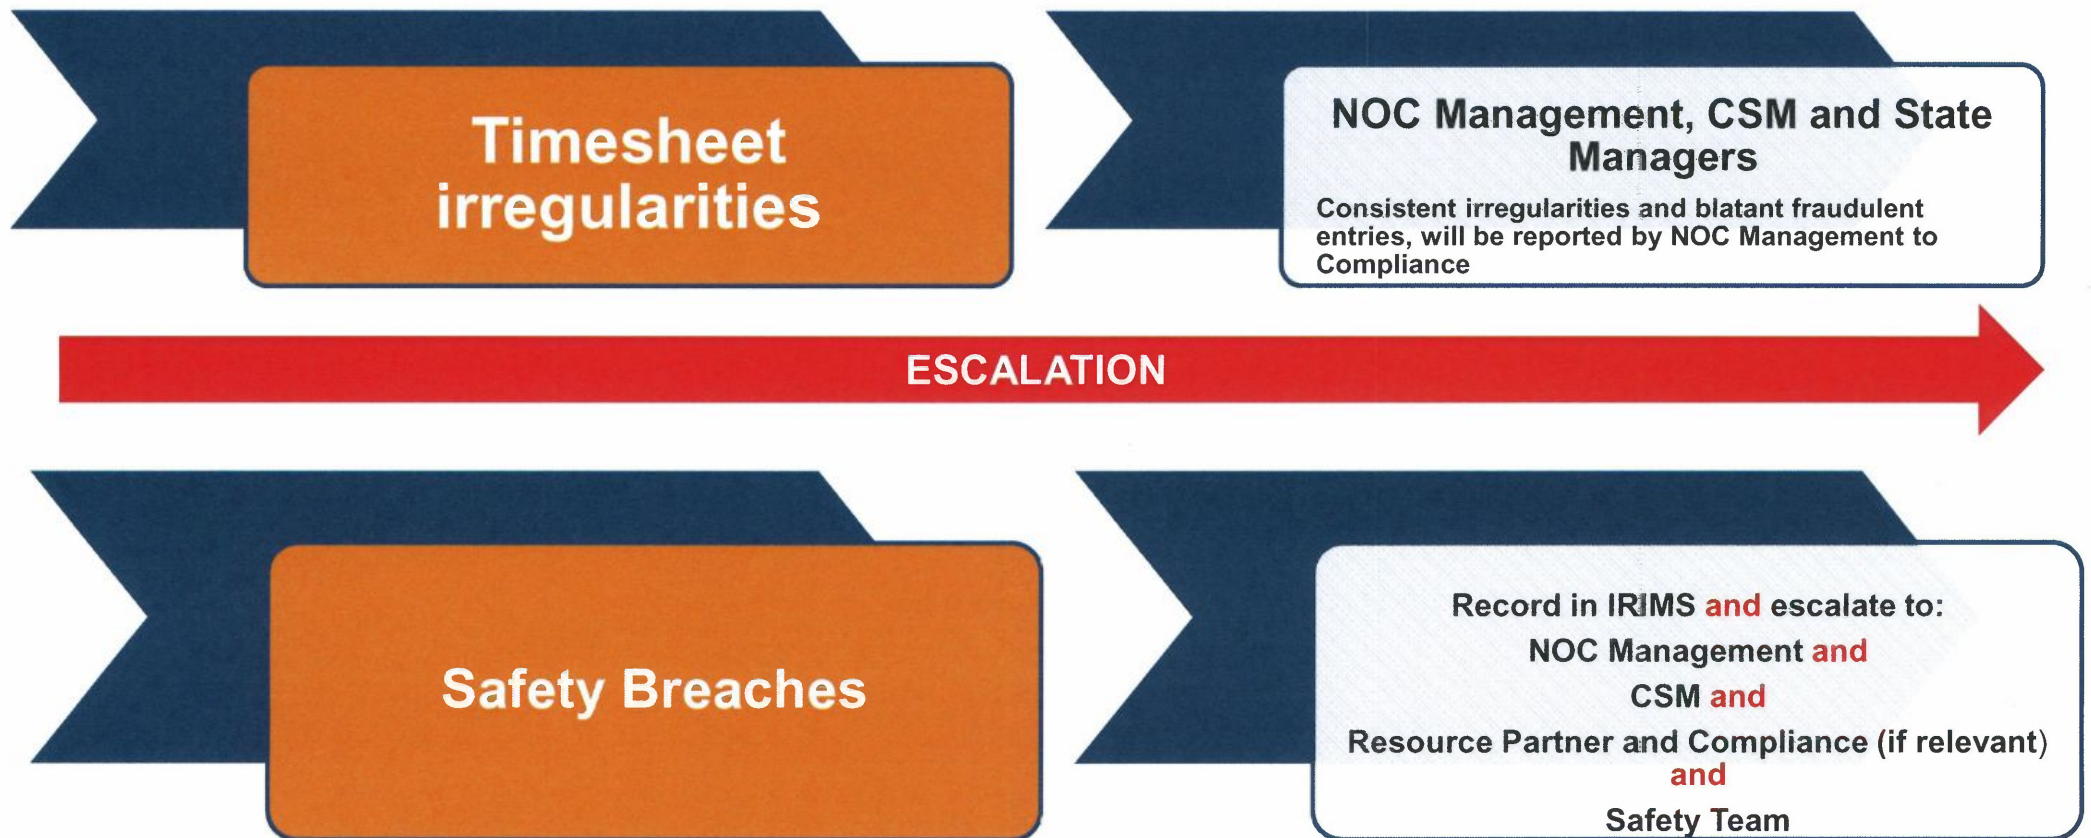 Timesheet
irregularities
NOC Management, CSM and State
Managers
Consistent irregularities and blatant fraudulent
entries, will be reported by NOC Management to
Compliance
ESCALATION
Safety Breaches
Record in IRIMS and escalate to:
NOC Management and
CSM and
Resource Partner and Compliance (if relevant)
and
Safety Team